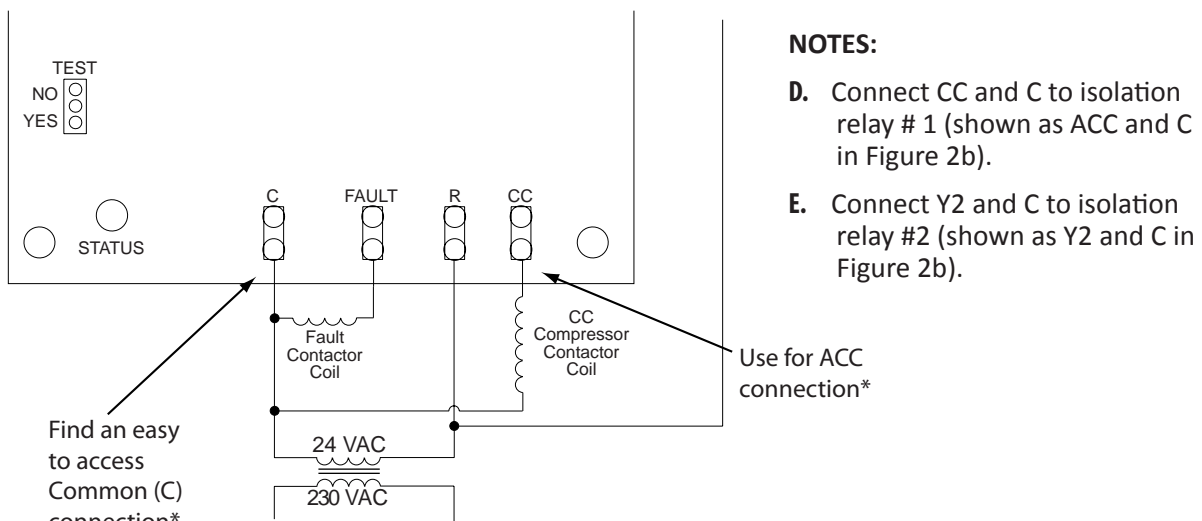 TEST
NO
YES
STATUS
C
FAULT
R
CC
Fault
Contactor
Coil
CC
Compressor
Contactor
Coil
24 VAC
230 VAC
Find an easy
to access
Common (C)
connection*
Use for ACC
connection*
NOTES:
D. Connect CC and C to isolation
relay # 1 (shown as ACC and C
in Figure 2b).
E. Connect Y2 and C to isolation
relay #2 (shown as Y2 and C in
Figure 2b).